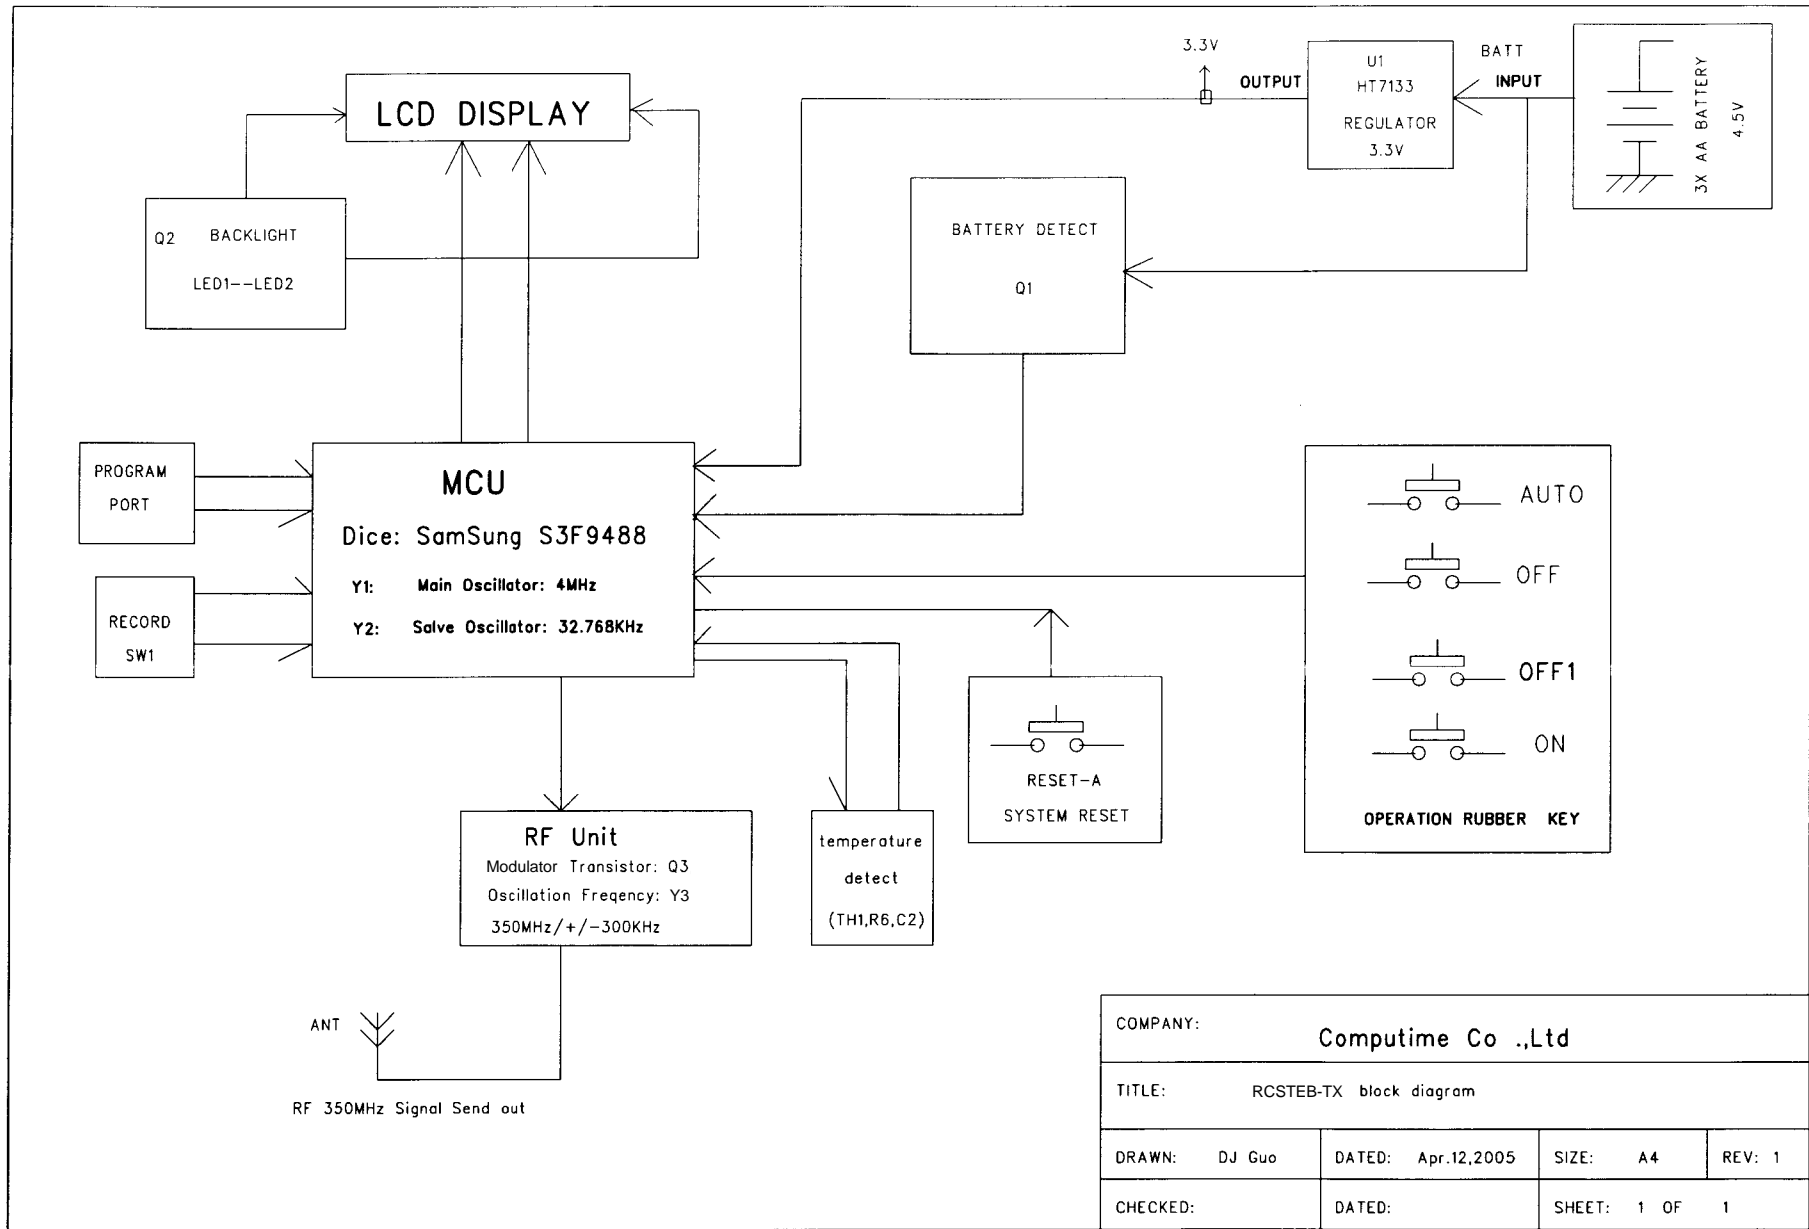 LCD DISPLAY
Q2 BACKLIGHT
LED1--LED2
3.3V
OUTPUT
U1
HT7133
REGULATOR
3.3V
BATT
INPUT
3X AA BATTERY
4.5V
BATTERY DETECT
Q1
PROGRAM
PORT
RECORD
SW1
MCU
Dice: SamSung S3F9488
Y1: Main Oscillator: 4MHz
Y2: Salve Oscillator: 32.768KHz
AUTO
OFF
OFF1
ON
OPERATION RUBBER KEY
RESET-A
SYSTEM RESET
temperature
detect
(TH1,R6,C2)
RF Unit
Modulator Transistor: Q3
Oscillation Freqency: Y3
350MHz/+/-300KHz
ANT
RF 350MHz Signal Send out
COMPANY: Computime Co .,Ltd
TITLE: RCSTEB-TX block diagram
DRAWN: DJ Guo DATED: Apr.12,2005 SIZE: A4 REV: 1
CHECKED: DATED: SHEET: 1 OF 1